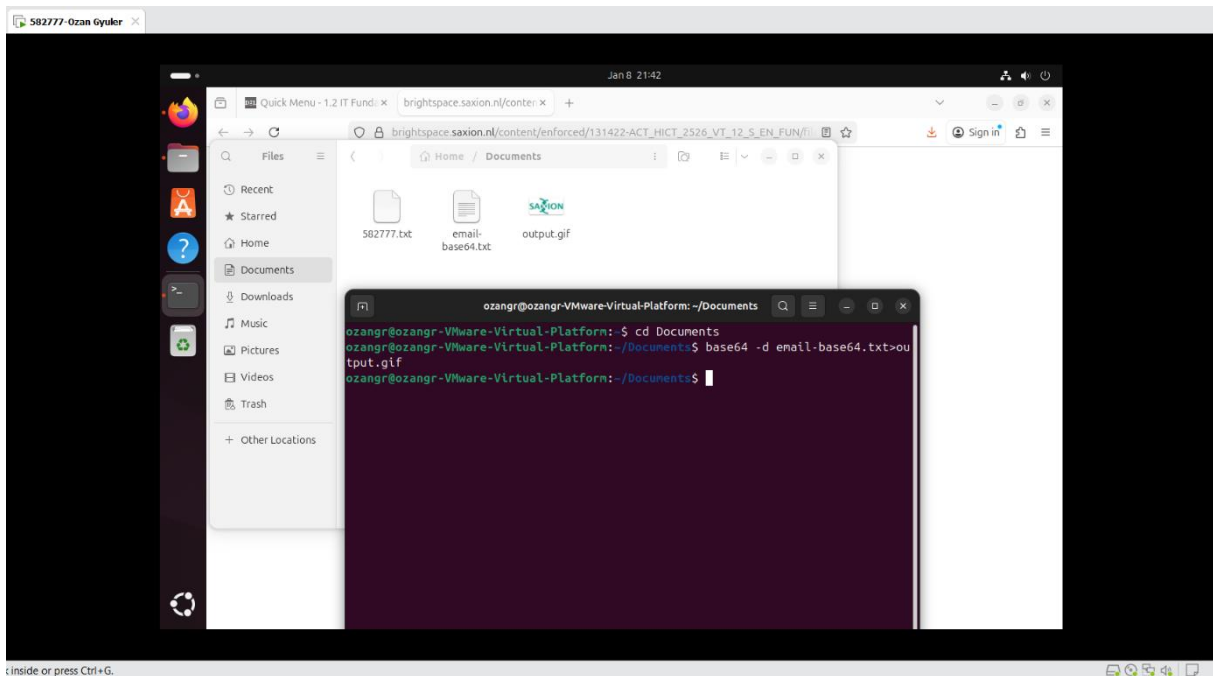 582777-Ozan Gyuler
Jan 8 21:42
Quick Menu - 1.2 IT Funda
brightspace.saxion.nl/conten
brightspace.saxion.nl/content/enforced/131422-ACT_HICT_2526_VT_12_S_EN_FUN/fi
Sign in
Files
Home / Documents
Recent
Starred
Home
Documents
Downloads
Music
Pictures
Videos
Trash
+ Other Locations
SAXION
582777.txt
email-
base64.txt
output.gif
ozangr@ozangr-VMware-Virtual-Platform: ~/Documents
ozangr@ozangr-VMware-Virtual-Platform:~$ cd Documents
ozangr@ozangr-VMware-Virtual-Platform:~/Documents$ base64 -d email-base64.txt>ou
tput.gif
ozangr@ozangr-VMware-Virtual-Platform:~/Documents$
inside or press Ctrl+G.